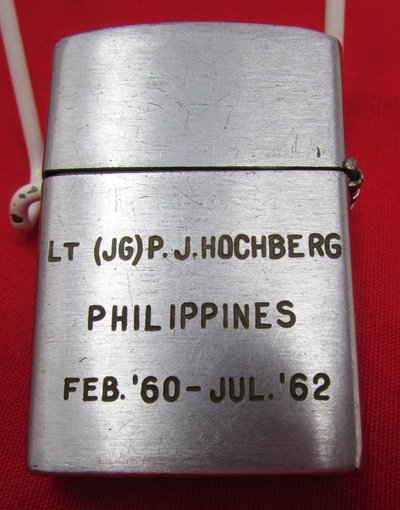 LT (JG) P. J. HOCHBERG
PHILIPPINES
FEB. '60 - JUL. '62